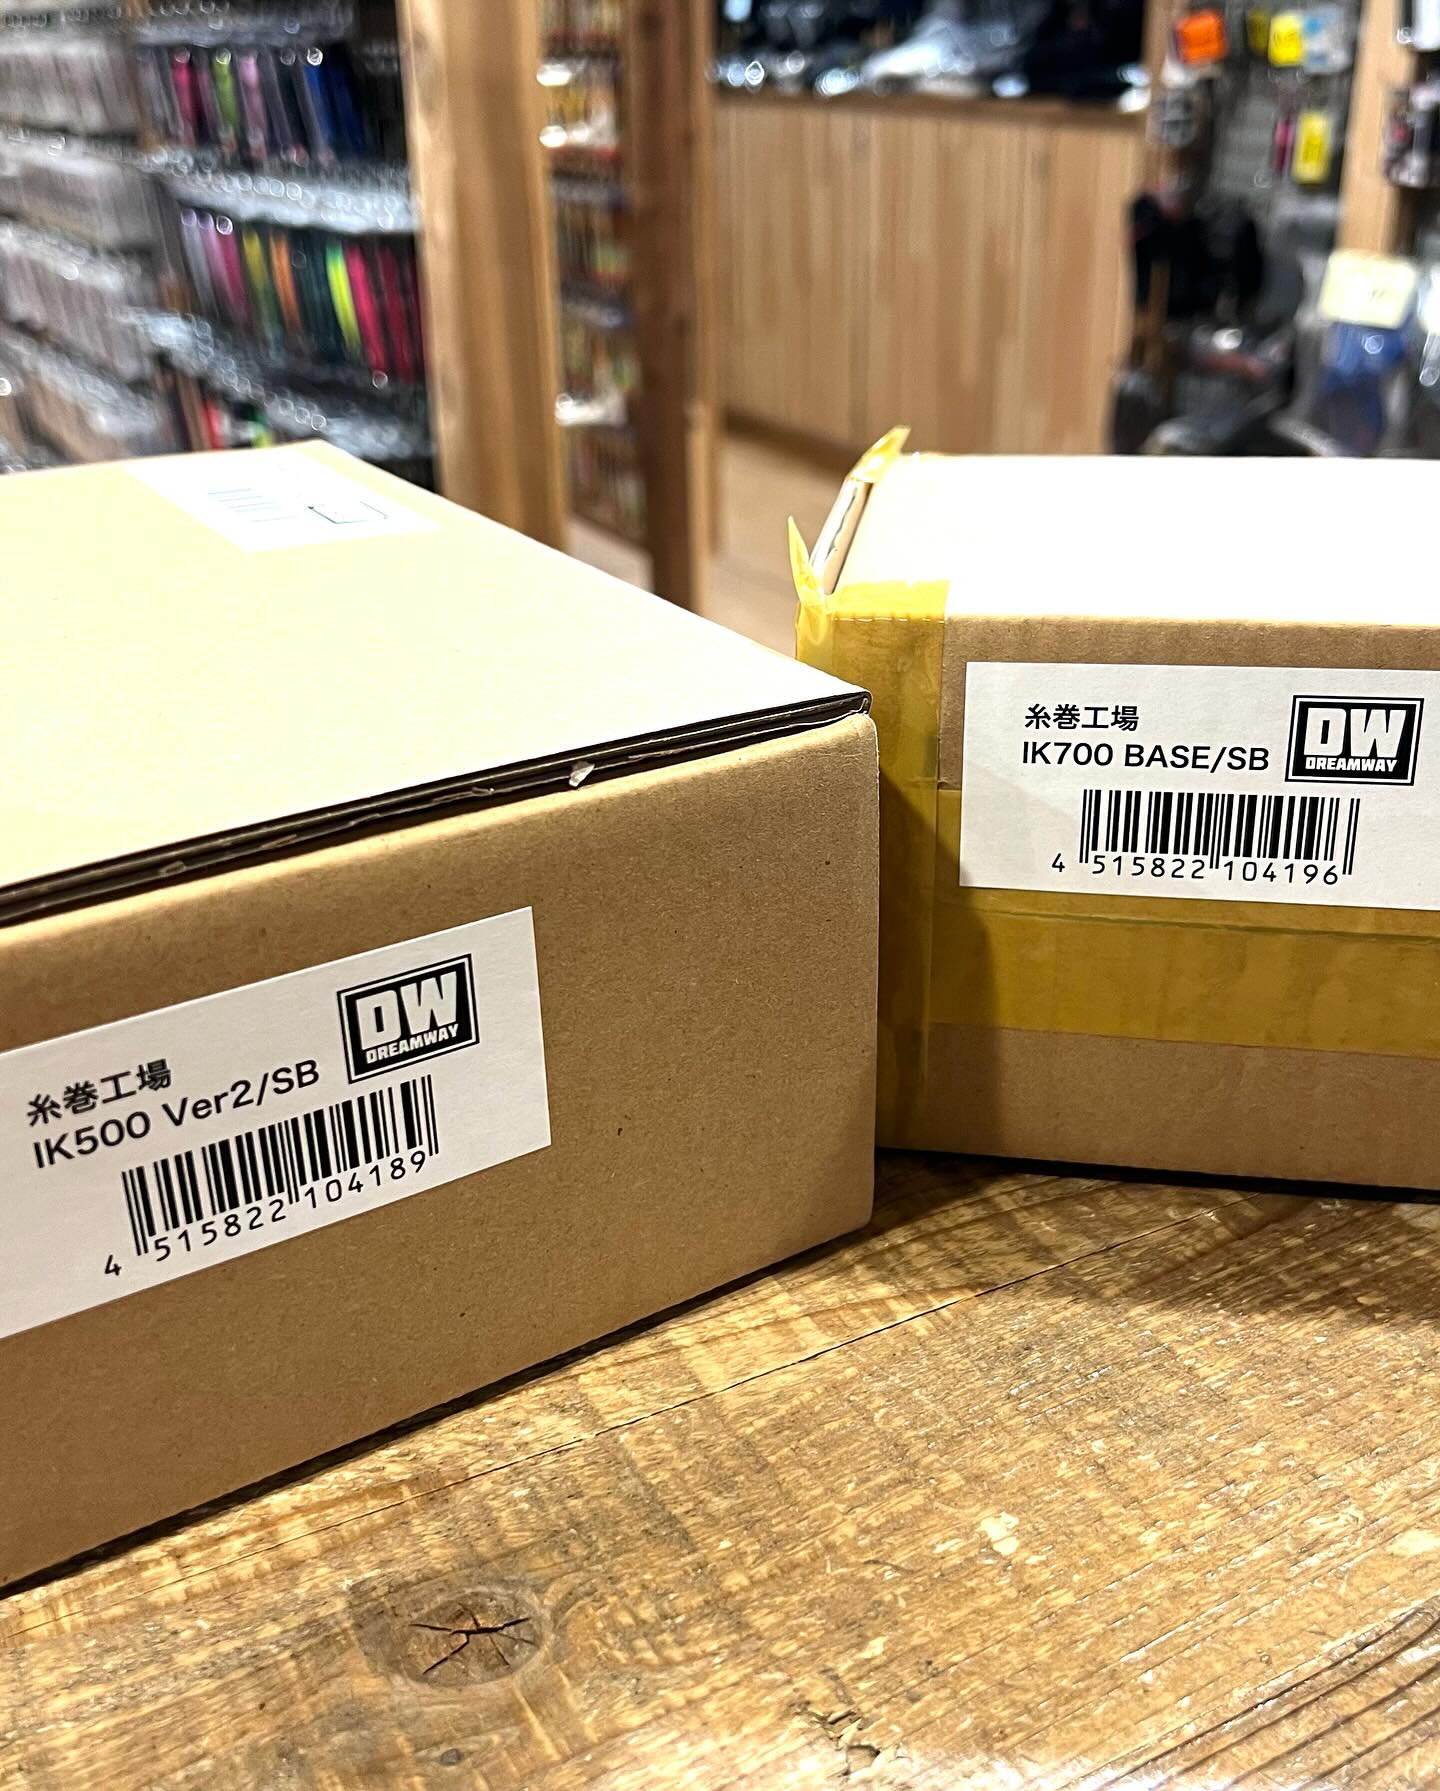 糸巻工場
IK500 Ver2/SB
DW
DREAMWAY
4 515822 104189
糸巻工場
IK700 BASE/SB
DW
DREAMWAY
4 515822 104196